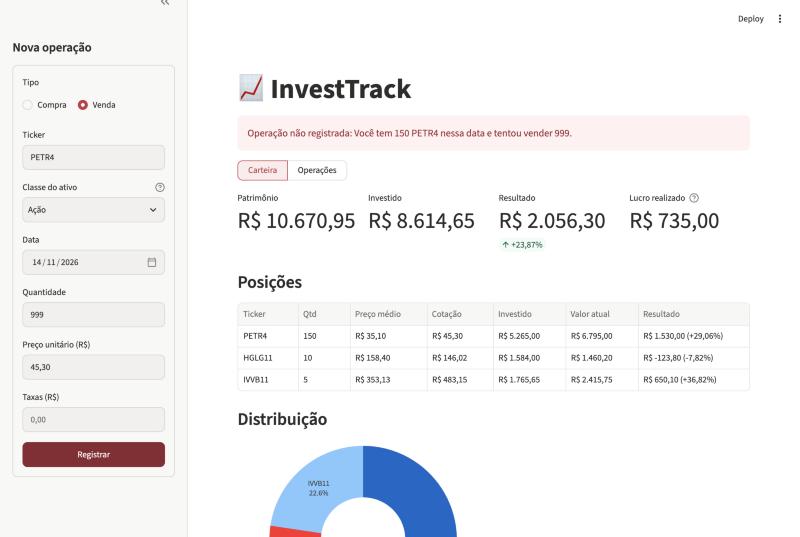 Deploy
Nova operação
Tipo
Compra
Venda
Ticker
PETR4
Classe do ativo
Ação
Data
14 / 11 / 2026
Quantidade
999
Preço unitário (R$)
45,30
Taxas (R$)
0,00
Registrar
InvestTrack
Operação não registrada: Você tem 150 PETR4 nessa data e tentou vender 999.
Carteira Operações
Patrimônio Investido Resultado Lucro realizado
R$ 10.670,95 R$ 8.614,65 R$ 2.056,30 R$ 735,00
+23,87%
Posições
Ticker Qtd Preço médio Cotação Investido Valor atual Resultado
PETR4 150 R$ 35,10 R$ 45,30 R$ 5.265,00 R$ 6.795,00 R$ 1.530,00 (+29,06%)
HGLG11 10 R$ 158,40 R$ 146,02 R$ 1.584,00 R$ 1.460,20 R$ -123,80 (-7,82%)
IVVB11 5 R$ 353,13 R$ 483,15 R$ 1.765,65 R$ 2.415,75 R$ 650,10 (+36,82%)
Distribuição
IVVB11
22.6%